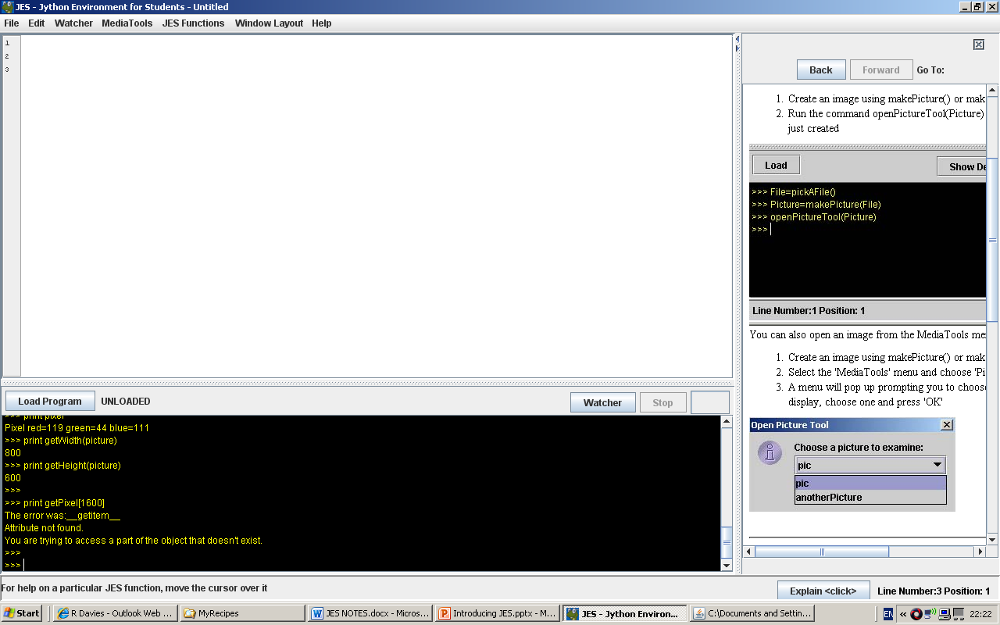 JES - Jython Environment for Students - Untitled
File Edit Watcher MediaTools JES Functions Window Layout Help
1
2
3
Back Forward Go To:
1. Create an image using makePicture() or mak
2. Run the command openPictureTool(Picture)
just created
Load Show De
>>> File=pickAFile()
>>> Picture=makePicture(File)
>>> openPictureTool(Picture)
>>>
Line Number:1 Position: 1
You can also open an image from the MediaTools me
1. Create an image using makePicture() or mak
2. Select the 'MediaTools' menu and choose 'Pi
3. A menu will pop up prompting you to choose
display, choose one and press 'OK'
Open Picture Tool
Choose a picture to examine:
pic
pic
anotherPicture
Load Program UNLOADED Watcher Stop
>>> print pixel
Pixel red=119 green=44 blue=111
>>> print getWidth(picture)
800
>>> print getHeight(picture)
600
>>>
>>> print getPixel[1600]
The error was:__getitem__
Attribute not found.
You are trying to access a part of the object that doesn't exist.
>>>
>>>
For help on a particular JES function, move the cursor over it
Explain <click> Line Number:3 Position: 1
Start R Davies - Outlook Web ... MyRecipes JES NOTES.docx - Micros... Introducing JES.pptx - M... JES - Jython Environ... C:\Documents and Settin... EN « 22:22